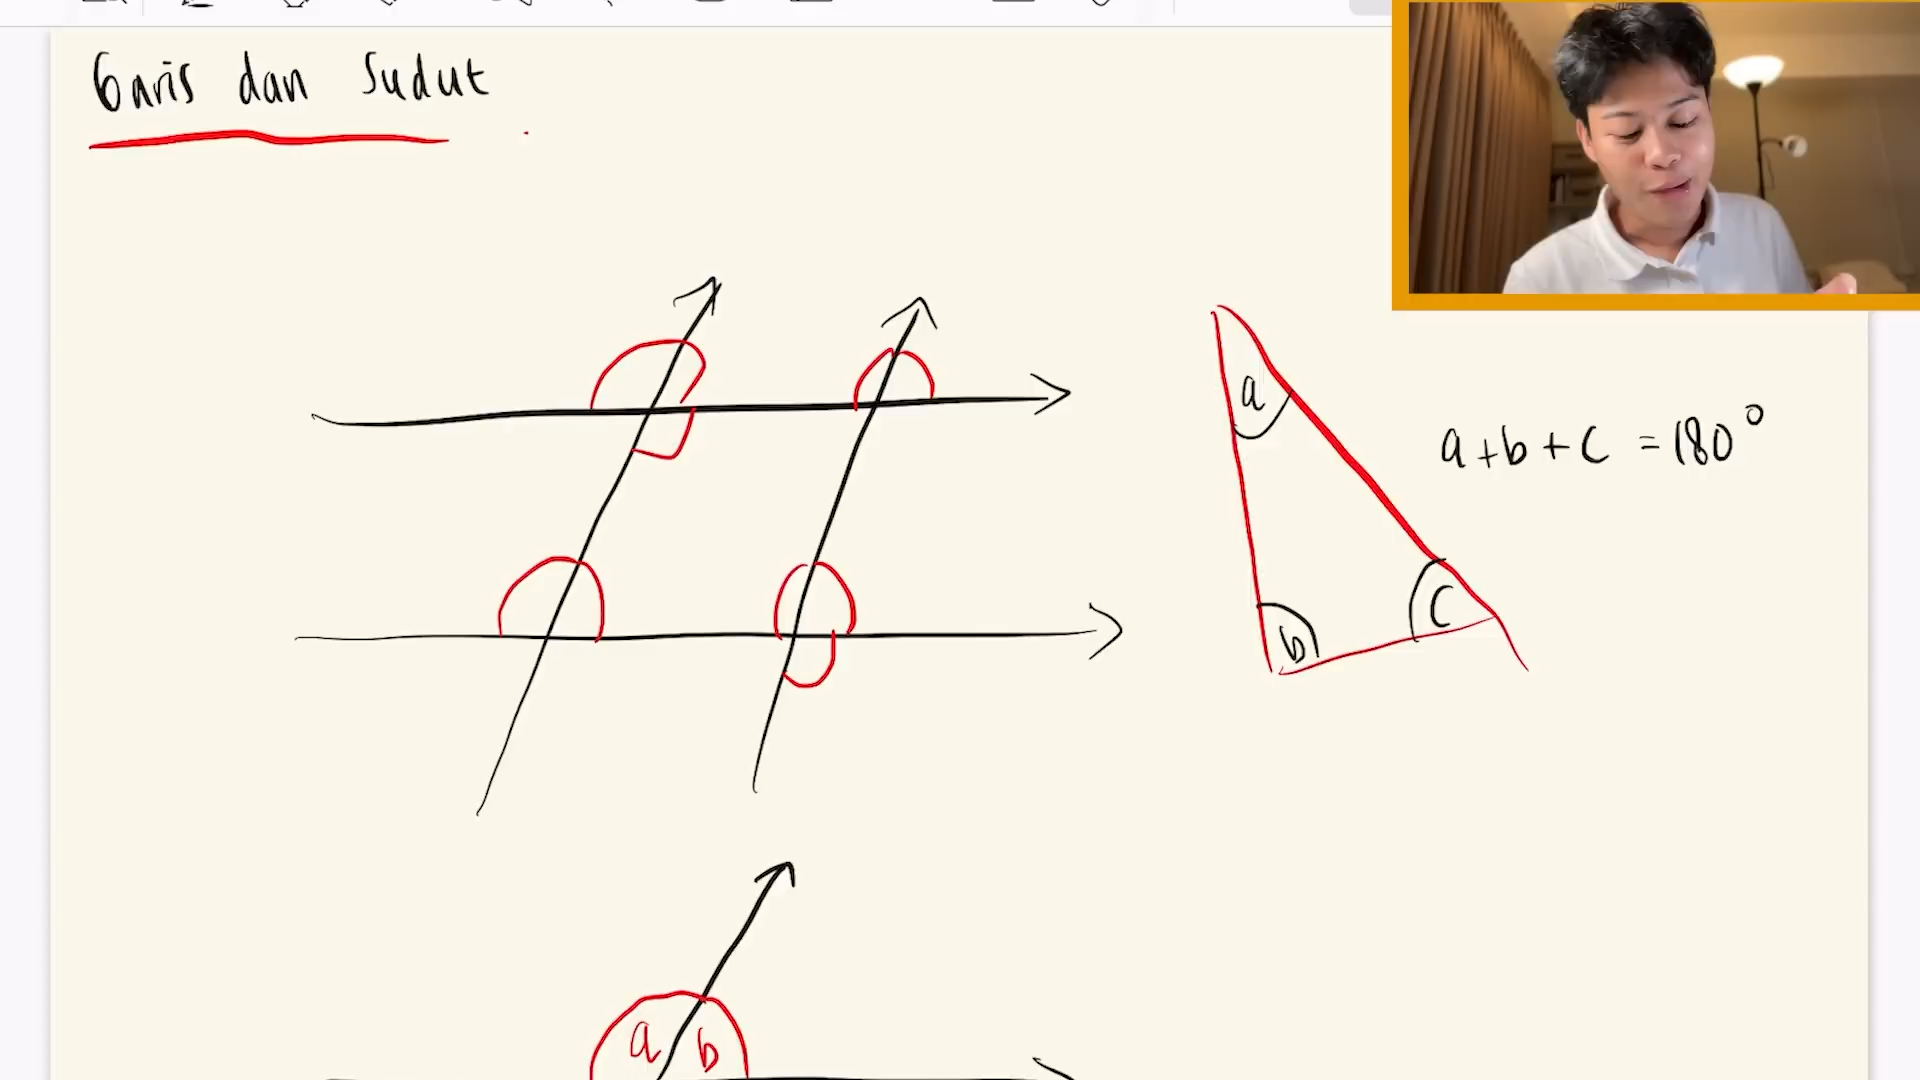 Garis dan Sudut
a
a+b+c = 180°
c
b
a b